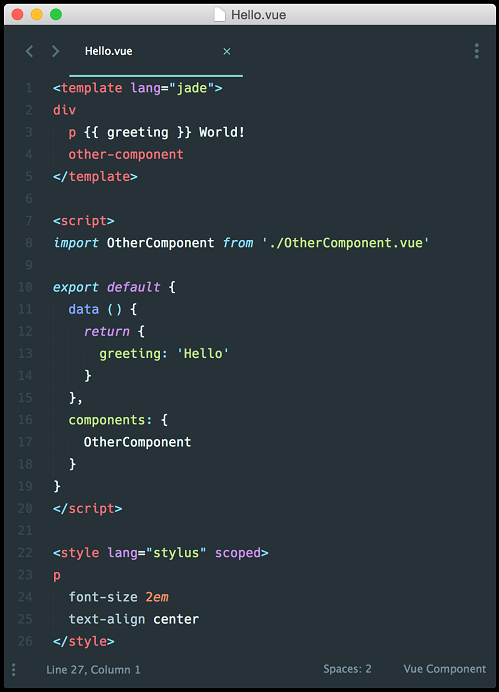 Hello.vue
Hello.vue ×
1 <template lang="jade">
2 div
3   p {{ greeting }} World!
4   other-component
5 </template>
6
7 <script>
8 import OtherComponent from './OtherComponent.vue'
9
10 export default {
11   data () {
12     return {
13       greeting: 'Hello'
14     }
15   },
16   components: {
17     OtherComponent
18   }
19 }
20 </script>
21
22 <style lang="stylus" scoped>
23 p
24   font-size 2em
25   text-align center
26 </style>
Line 27, Column 1 Spaces: 2 Vue Component